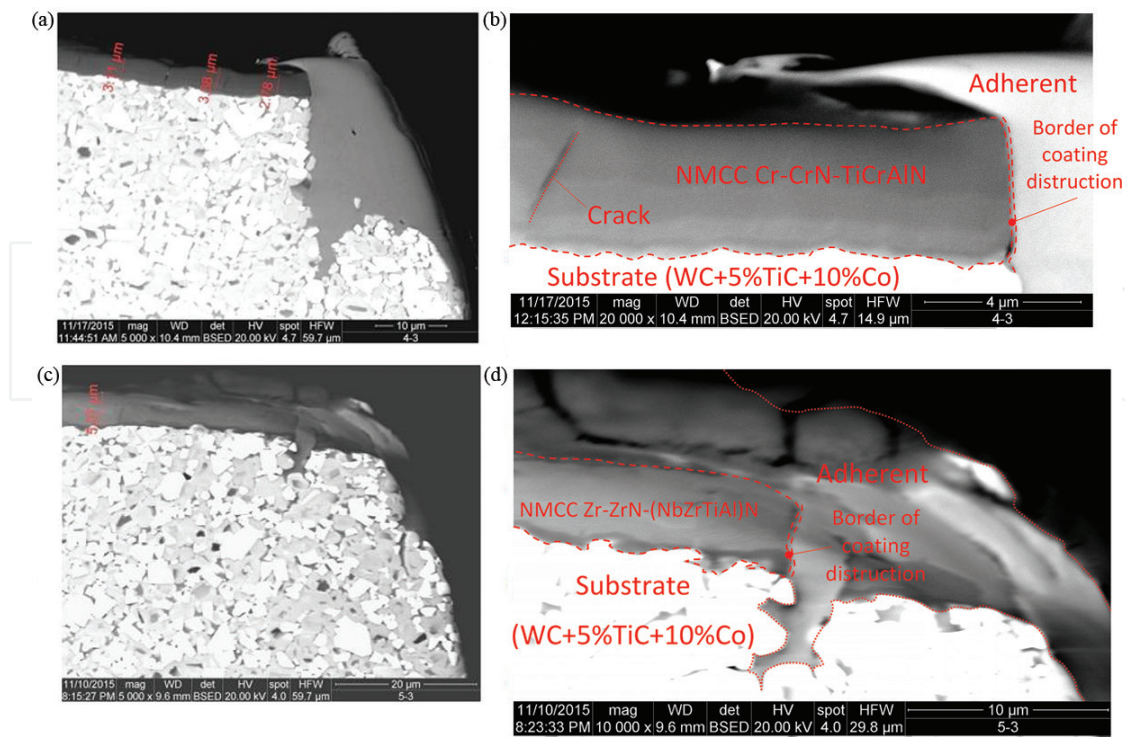 (a)
3.11 µm
3.08 µm
2.78 µm
11/17/2015 mag WD det HV spot HFW 10 µm
11:44:51 AM 5 000 x 10.4 mm BSED 20.00 kV 4.7 59.7 µm 4-3
(b)
Adherent
Border of
coating
distruction
NMCC Cr-CrN-TiCrAlN
Crack
Substrate (WC+5%TiC+10%Co)
11/17/2015 mag WD det HV spot HFW 4 µm
12:15:35 PM 20 000 x 10.4 mm BSED 20.00 kV 4.7 14.9 µm 4-3
(c)
11/10/2015 mag WD det HV spot HFW 20 µm
8:15:27 PM 5 000 x 9.6 mm BSED 20.00 kV 4.0 59.7 µm 5-3
(d)
Adherent
NMCC Zr-ZrN-(NbZrTiAl)N
Border of
coating
distruction
Substrate
(WC+5%TiC+10%Co)
11/10/2015 mag WD det HV spot HFW 10 µm
8:23:33 PM 10 000 x 9.6 mm BSED 20.00 kV 4.0 29.8 µm 5-3